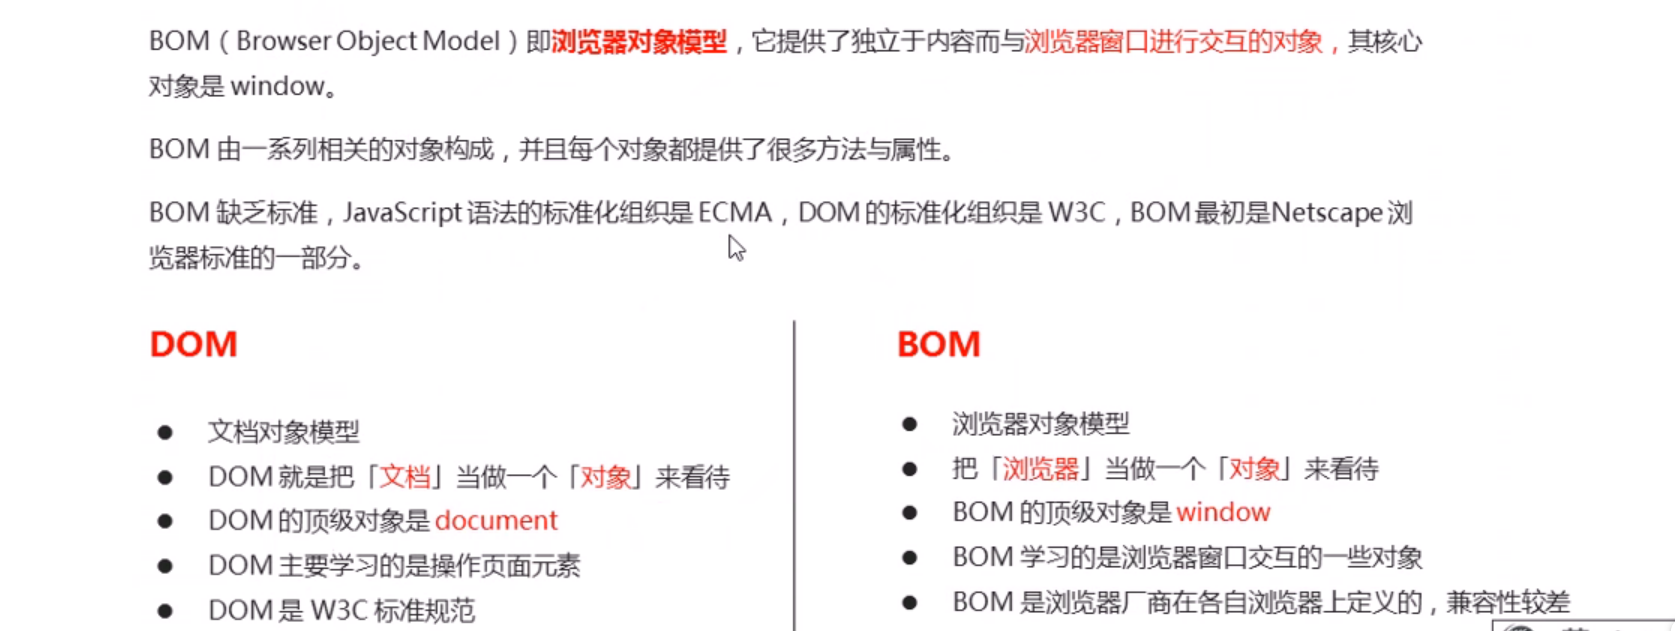 BOM（Browser Object Model）即浏览器对象模型，它提供了独立于内容而与浏览器窗口进行交互的对象，其核心
对象是 window。
BOM 由一系列相关的对象构成，并且每个对象都提供了很多方法与属性。
BOM 缺乏标准，JavaScript 语法的标准化组织是 ECMA，DOM 的标准化组织是 W3C，BOM 最初是Netscape 浏
览器标准的一部分。
DOM
● 文档对象模型
● DOM 就是把「文档」当做一个「对象」来看待
● DOM 的顶级对象是 document
● DOM 主要学习的是操作页面元素
● DOM 是 W3C 标准规范
BOM
● 浏览器对象模型
● 把「浏览器」当做一个「对象」来看待
● BOM 的顶级对象是 window
● BOM 学习的是浏览器窗口交互的一些对象
● BOM 是浏览器厂商在各自浏览器上定义的，兼容性较差